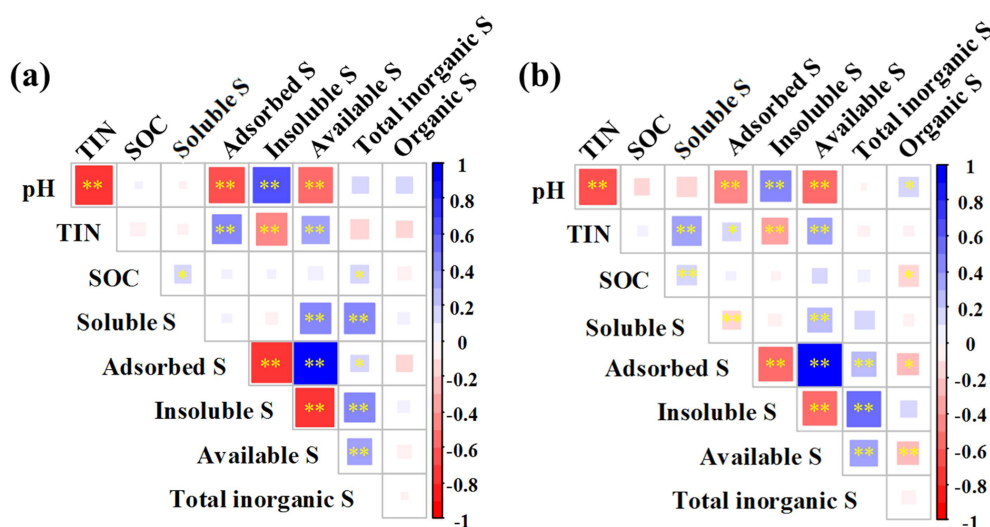 (a)
TIN
SOC
Soluble S
Adsorbed S
Insoluble S
Available S
Total inorganic S
Organic S
pH ** ** ** **
TIN ** ** **
SOC * *
Soluble S ** **
Adsorbed S ** ** *
Insoluble S ** **
Available S **
Total inorganic S
1
0.8
0.6
0.4
0.2
0
-0.2
-0.4
-0.6
-0.8
-1
(b)
TIN
SOC
Soluble S
Adsorbed S
Insoluble S
Available S
Total inorganic S
Organic S
pH ** ** ** ** *
TIN ** * ** **
SOC ** *
Soluble S ** **
Adsorbed S ** ** ** *
Insoluble S ** **
Available S ** **
Total inorganic S
1
0.8
0.6
0.4
0.2
0
-0.2
-0.4
-0.6
-0.8
-1